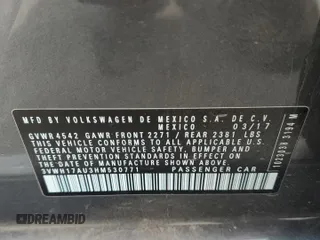 MFD BY VOLKSWAGEN DE MEXICO S.A. DE C.V.
MEXICO 03/17
GVWR 4542 GAWR FRONT 2271 / REAR 2381 LBS
THIS VEHICLE CONFORMS TO ALL APPLICABLE U.S.
FEDERAL MOTOR VEHICLE SAFETY, BUMPER, AND
THEFT PREVENTION STANDARDS IN EFFECT ON THE
DATE OF MANUFACTURE SHOWN ABOVE
3VWH17AU3HM530771 PASSENGER CAR
DREAMBID